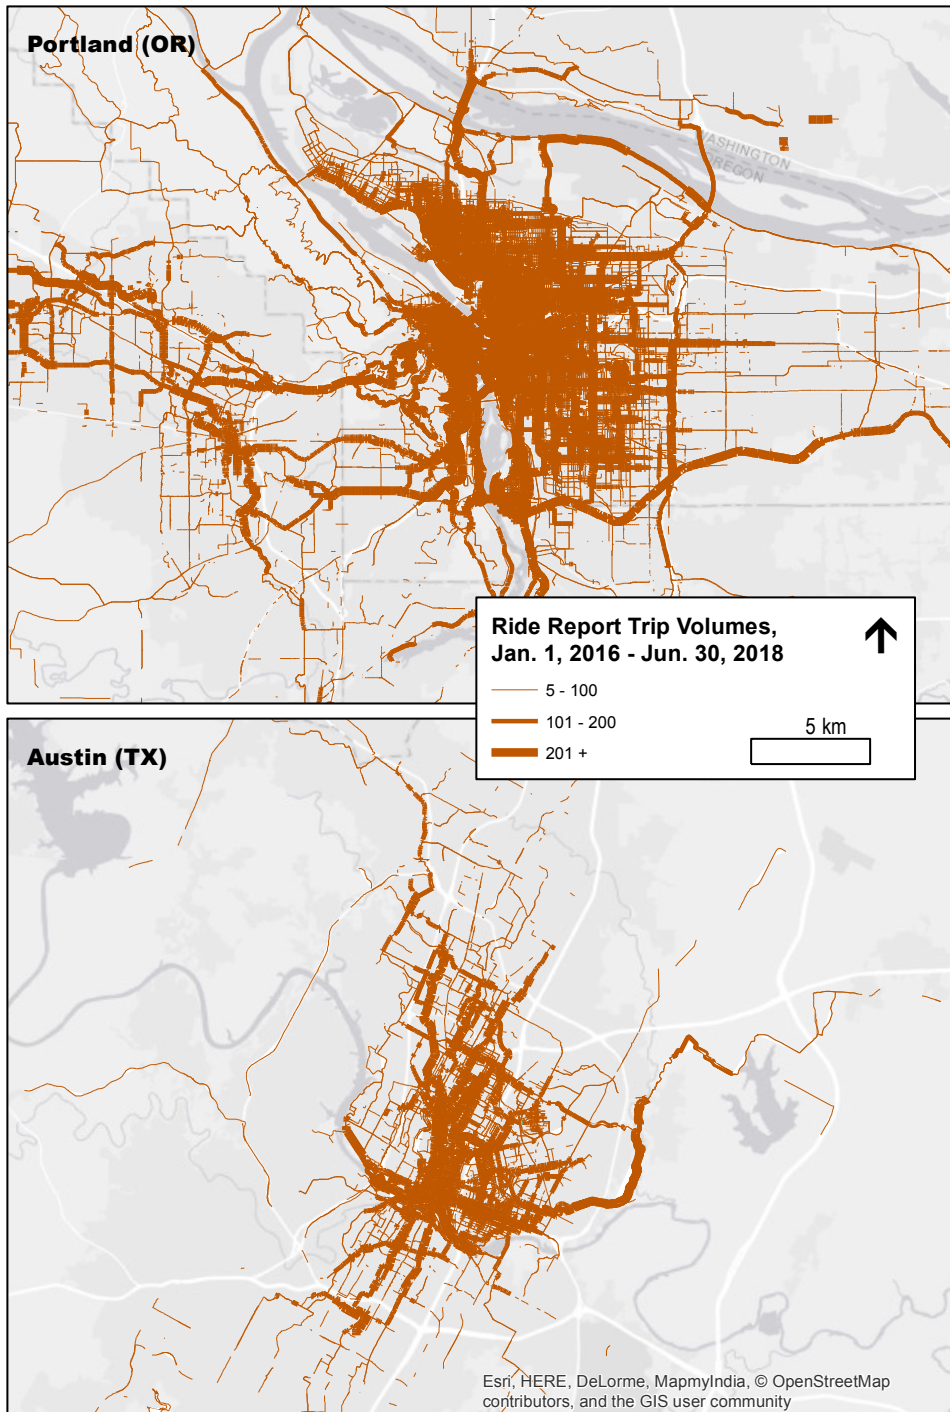 Portland (OR)
WASHINGTON
OREGON
Ride Report Trip Volumes,
Jan. 1, 2016 - Jun. 30, 2018
5 - 100
101 - 200
201 +
5 km
Austin (TX)
Esri, HERE, DeLorme, MapmyIndia, © OpenStreetMap
contributors, and the GIS user community